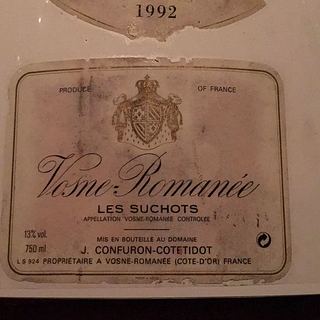 1992
PRODUCE OF FRANCE
Vosne-Romanée
LES SUCHOTS
APPELLATION VOSNE-ROMANÉE CONTROLÉE
13% vol.
MIS EN BOUTEILLE AU DOMAINE
750 ml
J. CONFURON-COTETIDOT
L S 924 PROPRIÉTAIRE A VOSNE-ROMANÉE (COTE-D'OR) FRANCE